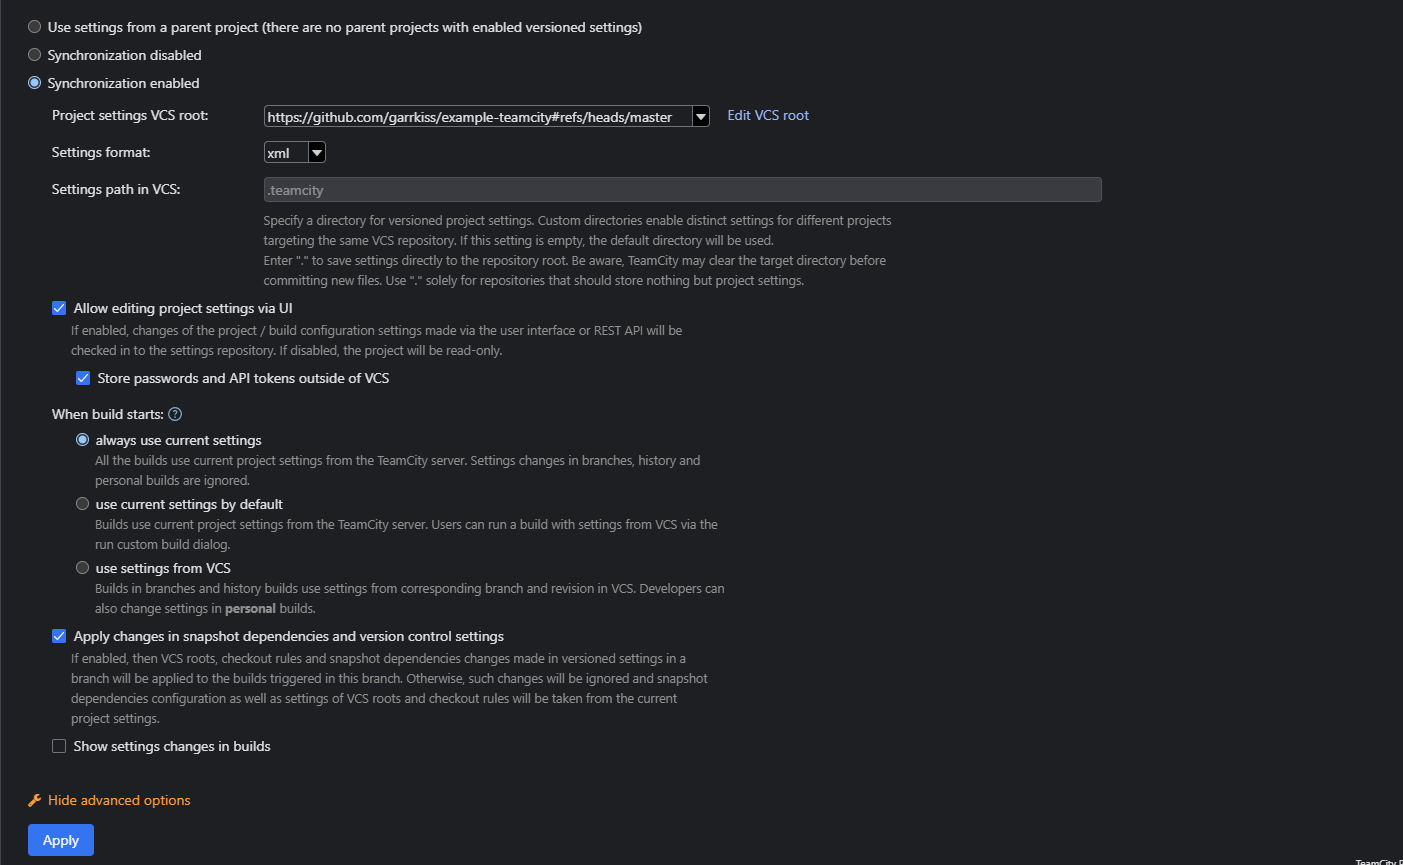 Use settings from a parent project (there are no parent projects with enabled versioned settings)
Synchronization disabled
Synchronization enabled
Project settings VCS root: https://github.com/garrkiss/example-teamcity#refs/heads/master Edit VCS root
Settings format: xml
Settings path in VCS: .teamcity
Specify a directory for versioned project settings. Custom directories enable distinct settings for different projects
targeting the same VCS repository. If this setting is empty, the default directory will be used.
Enter "." to save settings directly to the repository root. Be aware, TeamCity may clear the target directory before
committing new files. Use "." solely for repositories that should store nothing but project settings.
Allow editing project settings via UI
If enabled, changes of the project / build configuration settings made via the user interface or REST API will be
checked in to the settings repository. If disabled, the project will be read-only.
Store passwords and API tokens outside of VCS
When build starts: ?
always use current settings
All the builds use current project settings from the TeamCity server. Settings changes in branches, history and
personal builds are ignored.
use current settings by default
Builds use current project settings from the TeamCity server. Users can run a build with settings from VCS via the
run custom build dialog.
use settings from VCS
Builds in branches and history builds use settings from corresponding branch and revision in VCS. Developers can
also change settings in personal builds.
Apply changes in snapshot dependencies and version control settings
If enabled, then VCS roots, checkout rules and snapshot dependencies changes made in versioned settings in a
branch will be applied to the builds triggered in this branch. Otherwise, such changes will be ignored and snapshot
dependencies configuration as well as settings of VCS roots and checkout rules will be taken from the current
project settings.
Show settings changes in builds
Hide advanced options
Apply
TeamCity